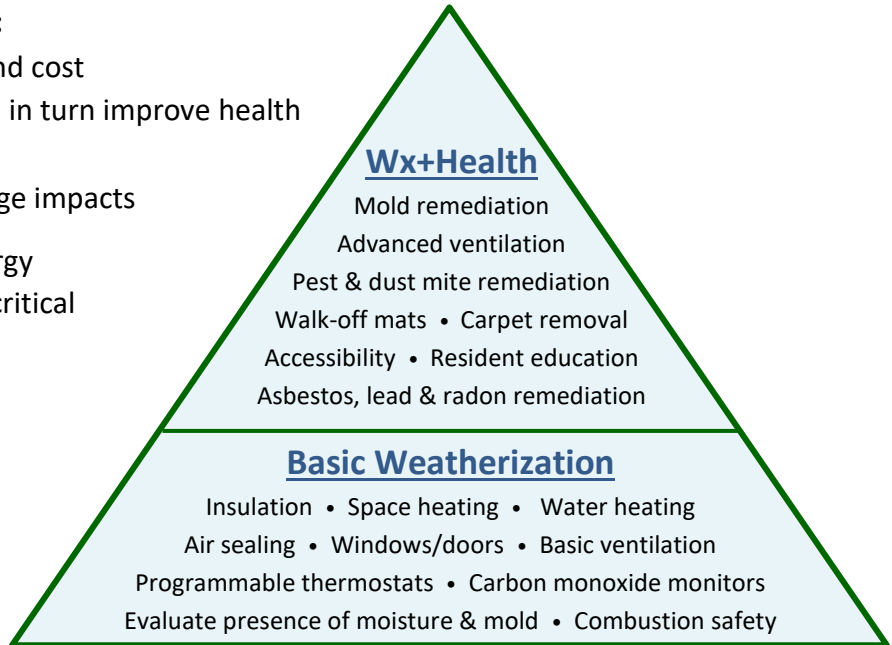 :
nd cost
in turn improve health
ge impacts
rgy
critical
Wx+Health
Mold remediation
Advanced ventilation
Pest & dust mite remediation
Walk-off mats • Carpet removal
Accessibility • Resident education
Asbestos, lead & radon remediation
Basic Weatherization
Insulation • Space heating • Water heating
Air sealing • Windows/doors • Basic ventilation
Programmable thermostats • Carbon monoxide monitors
Evaluate presence of moisture & mold • Combustion safety